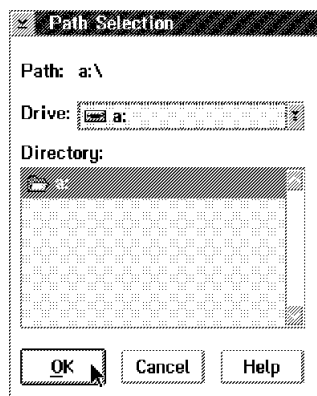 Path Selection
Path: a:\
Drive: a:
Directory:
a:
OK Cancel Help